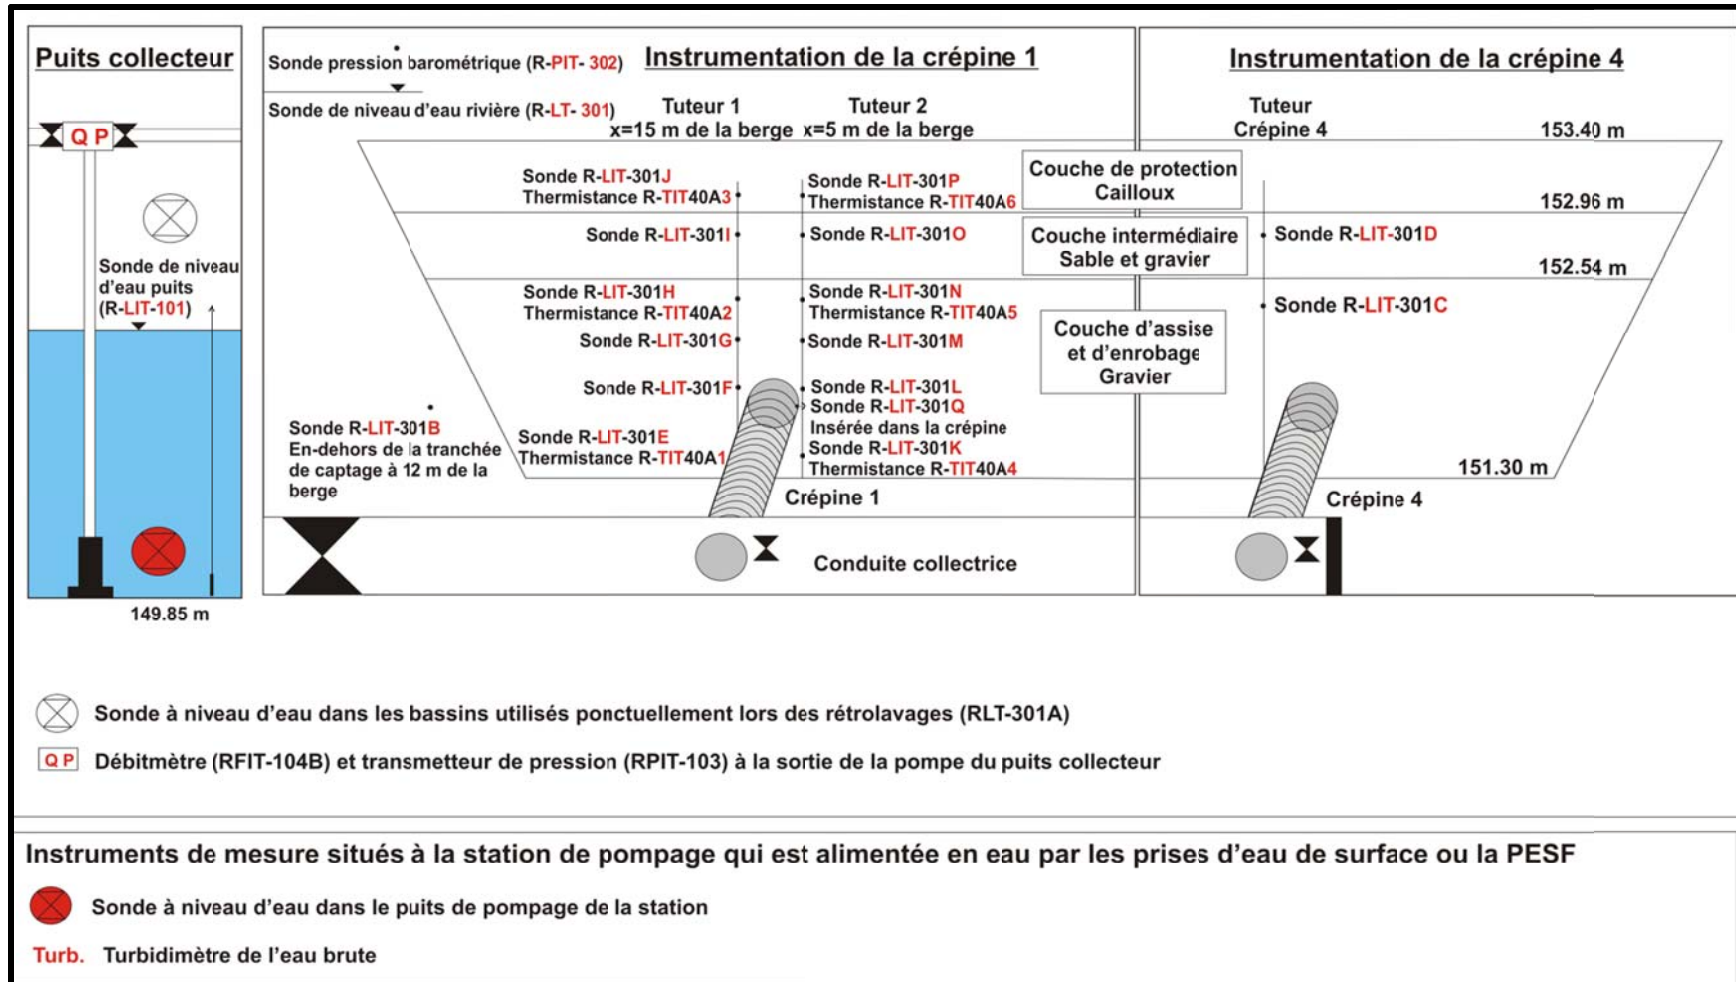 Puits collecteur
Q P
Sonde de niveau
d'eau puits
(R-LIT-101)
149.85 m
Sonde pression barométrique (R-PIT- 302)
Sonde de niveau d'eau rivière (R-LT- 301)
Instrumentation de la crépine 1
Tuteur 1
x=15 m de la berge
Tuteur 2
x=5 m de la berge
Sonde R-LIT-301J
Thermistance R-TIT40A3
Sonde R-LIT-301I
Sonde R-LIT-301H
Thermistance R-TIT40A2
Sonde R-LIT-301G
Sonde R-LIT-301F
Sonde R-LIT-301E
Thermistance R-TIT40A1
Sonde R-LIT-301B
En-dehors de la tranchée
de captage à 12 m de la
berge
Sonde R-LIT-301P
Thermistance R-TIT40A6
Sonde R-LIT-301O
Sonde R-LIT-301N
Thermistance R-TIT40A5
Sonde R-LIT-301M
Sonde R-LIT-301L
Sonde R-LIT-301Q
Insérée dans la crépine
Sonde R-LIT-301K
Thermistance R-TIT40A4
Crépine 1
Conduite collectrice
Couche de protection
Cailloux
Couche intermédiaire
Sable et gravier
Couche d'assise
et d'enrobage
Gravier
Instrumentation de la crépine 4
Tuteur
Crépine 4
153.40 m
152.96 m
Sonde R-LIT-301D
152.54 m
Sonde R-LIT-301C
151.30 m
Crépine 4
Sonde à niveau d'eau dans les bassins utilisés ponctuellement lors des rétrolavages (RLT-301A)
Q P Débitmètre (RFIT-104B) et transmetteur de pression (RPIT-103) à la sortie de la pompe du puits collecteur
Instruments de mesure situés à la station de pompage qui est alimentée en eau par les prises d'eau de surface ou la PESF
Sonde à niveau d'eau dans le puits de pompage de la station
Turb. Turbidimètre de l'eau brute